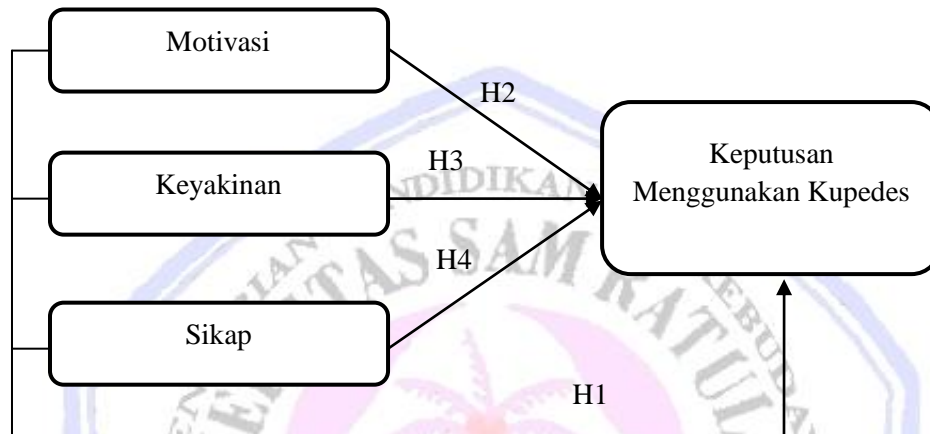 Motivasi
H2
Keputusan
Menggunakan Kupedes
H3
Keyakinan
H4
Sikap
H1